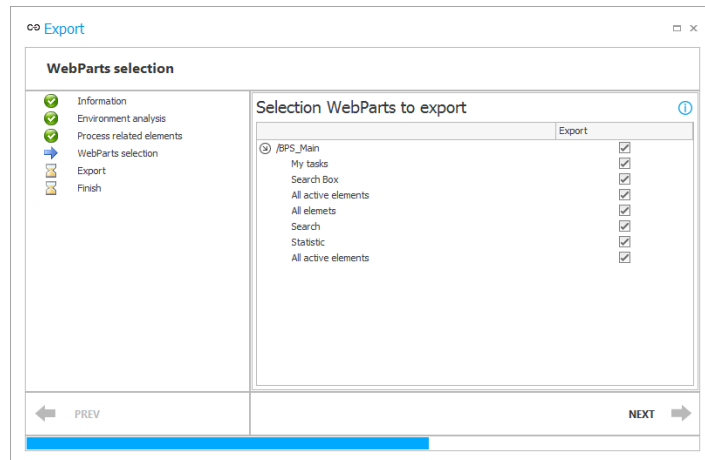 Export
WebParts selection
Information
Environment analysis
Process related elements
WebParts selection
Export
Finish
Selection WebParts to export
Export
/BPS_Main
My tasks
Search Box
All active elements
All elemets
Search
Statistic
All active elements
PREV
NEXT